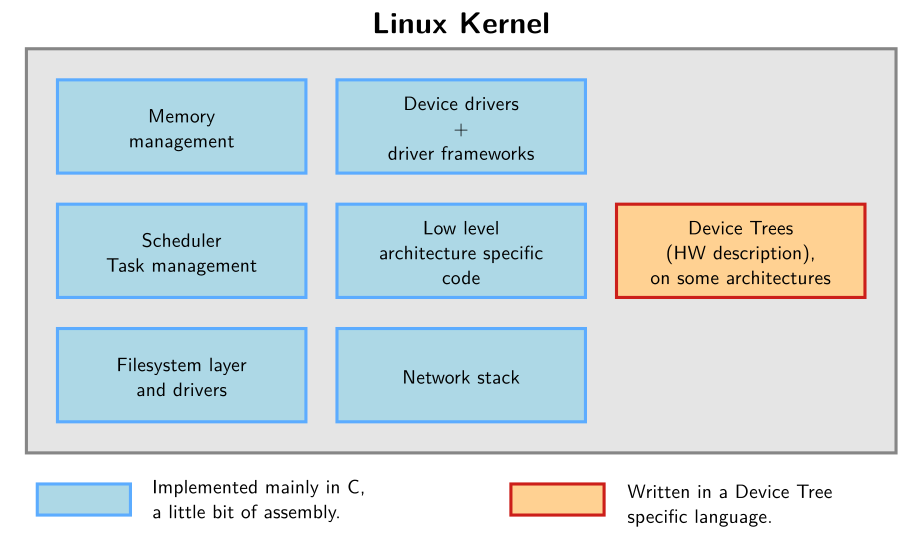 Linux Kernel
Memory
management
Device drivers
+
driver frameworks
Scheduler
Task management
Low level
architecture specific
code
Device Trees
(HW description),
on some architectures
Filesystem layer
and drivers
Network stack
Implemented mainly in C,
a little bit of assembly.
Written in a Device Tree
specific language.